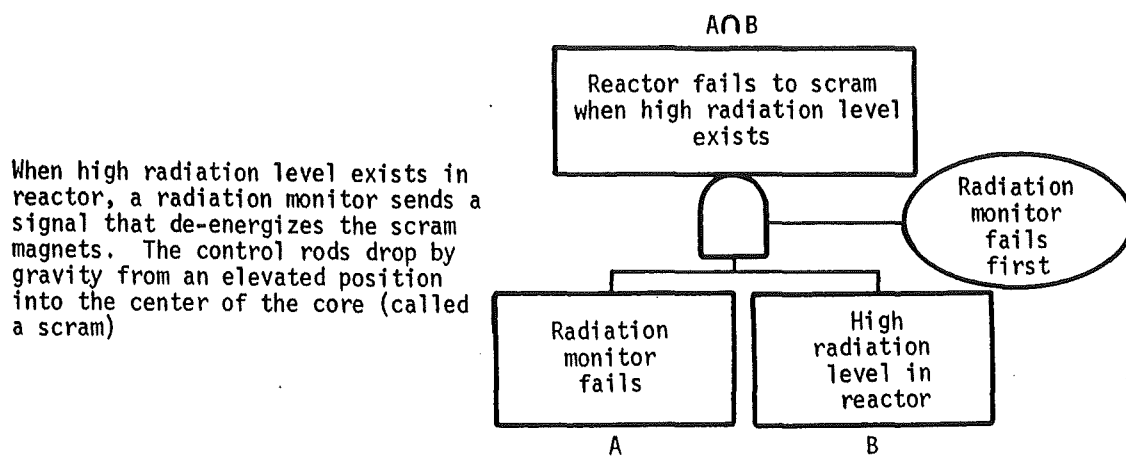 A∩B
Reactor fails to scram
when high radiation level
exists
When high radiation level exists in
reactor, a radiation monitor sends a
signal that de-energizes the scram
magnets. The control rods drop by
gravity from an elevated position
into the center of the core (called
a scram)
Radiation
monitor
fails
first
Radiation
monitor
fails
High
radiation
level in
reactor
A
B